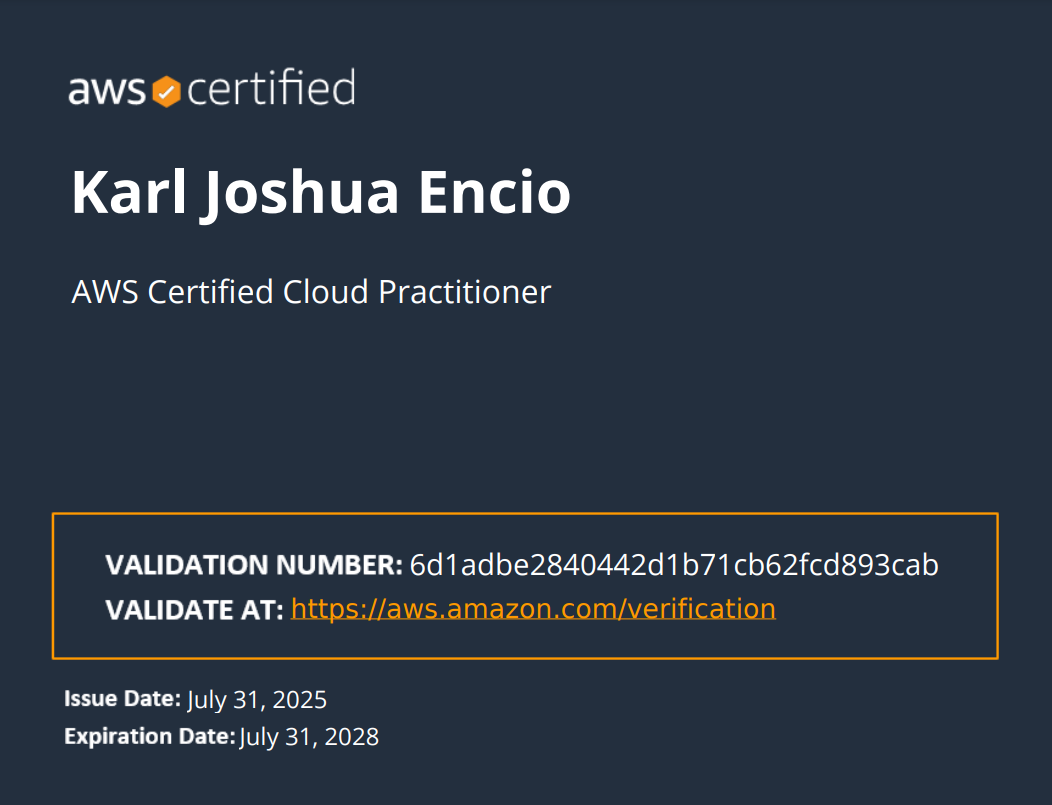 aws certified
Karl Joshua Encio
AWS Certified Cloud Practitioner
VALIDATION NUMBER: 6d1adbe2840442d1b71cb62fcd893cab
VALIDATE AT: https://aws.amazon.com/verification
Issue Date: July 31, 2025
Expiration Date: July 31, 2028